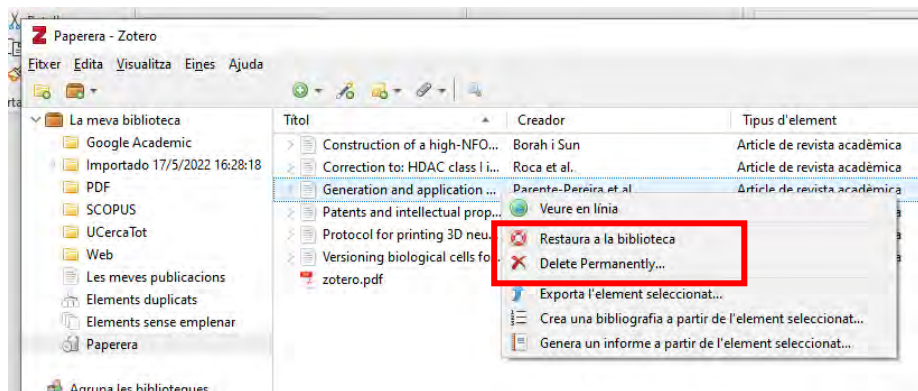 Paperera - Zotero
Fitxer Edita Visualitza Eines Ajuda
La meva biblioteca
Google Academic
Importado 17/5/2022 16:28:18
PDF
SCOPUS
UCercaTot
Web
Les meves publicacions
Elements duplicats
Elements sense emplenar
Paperera
Agrupa les biblioteques
Títol Creador Tipus d'element
Construction of a high-NFO... Borah i Sun Article de revista acadèmica
Correction to: HDAC class I i... Roca et al. Article de revista acadèmica
Generation and application ... Parente-Pereira et al. Article de revista acadèmica
Patents and intellectual prop...
Protocol for printing 3D neu...
Versioning biological cells fo...
zotero.pdf
Veure en línia
Restaura a la biblioteca
Delete Permanently...
Exporta l'element seleccionat...
Crea una bibliografia a partir de l'element seleccionat...
Genera un informe a partir de l'element seleccionat...